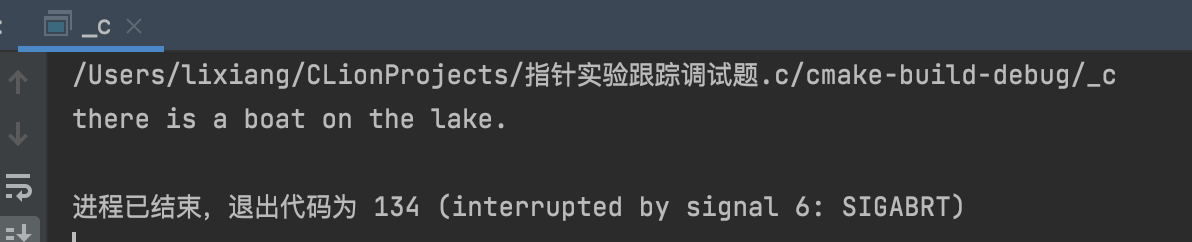 _c
/Users/lixiang/CLionProjects/指针实验跟踪调试题.c/cmake-build-debug/_c
there is a boat on the lake.
进程已结束，退出代码为 134 (interrupted by signal 6: SIGABRT)